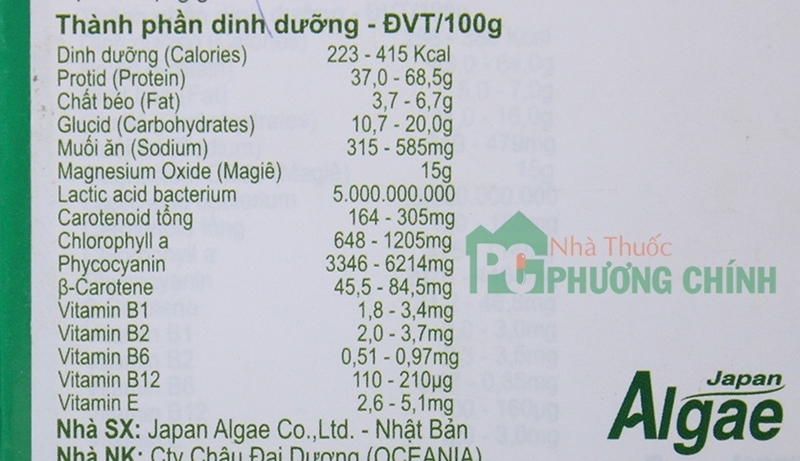 Thành phần dinh dưỡng - ĐVT/100g
Dinh dưỡng (Calories) 223 - 415 Kcal
Protid (Protein) 37,0 - 68,5g
Chất béo (Fat) 3,7 - 6,7g
Glucid (Carbohydrates) 10,7 - 20,0g
Muối ăn (Sodium) 315 - 585mg
Magnesium Oxide (Magiê) 15g
Lactic acid bacterium 5.000.000.000
Carotenoid tổng 164 - 305mg
Chlorophyll a 648 - 1205mg
Phycocyanin 3346 - 6214mg
β-Carotene 45,5 - 84,5mg
Vitamin B1 1,8 - 3,4mg
Vitamin B2 2,0 - 3,7mg
Vitamin B6 0,51 - 0,97mg
Vitamin B12 110 - 210µg
Vitamin E 2,6 - 5,1mg
Nhà SX: Japan Algae Co.,Ltd. - Nhật Bản
Nhà NK: Cty Châu Đại Dương (OCEANIA)
PC Nhà Thuốc
PHƯƠNG CHÍNH
Japan
Algae